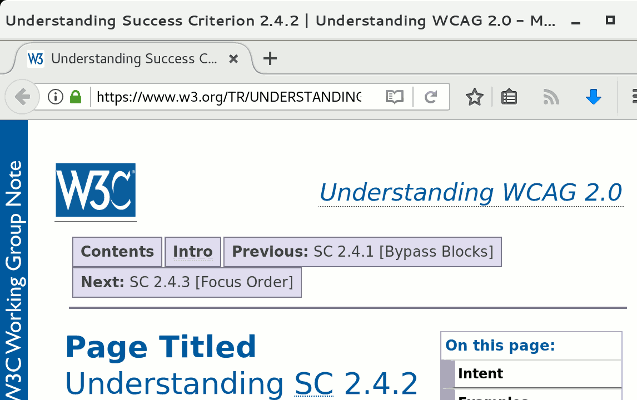 Understanding Success Criterion 2.4.2 | Understanding WCAG 2.0 – M...
Understanding Success C...
https://www.w3.org/TR/UNDERSTANDING
W3C Working Group Note
W3C
Understanding WCAG 2.0
Contents Intro Previous: SC 2.4.1 [Bypass Blocks]
Next: SC 2.4.3 [Focus Order]
Page Titled
Understanding SC 2.4.2
On this page:
Intent
Examples